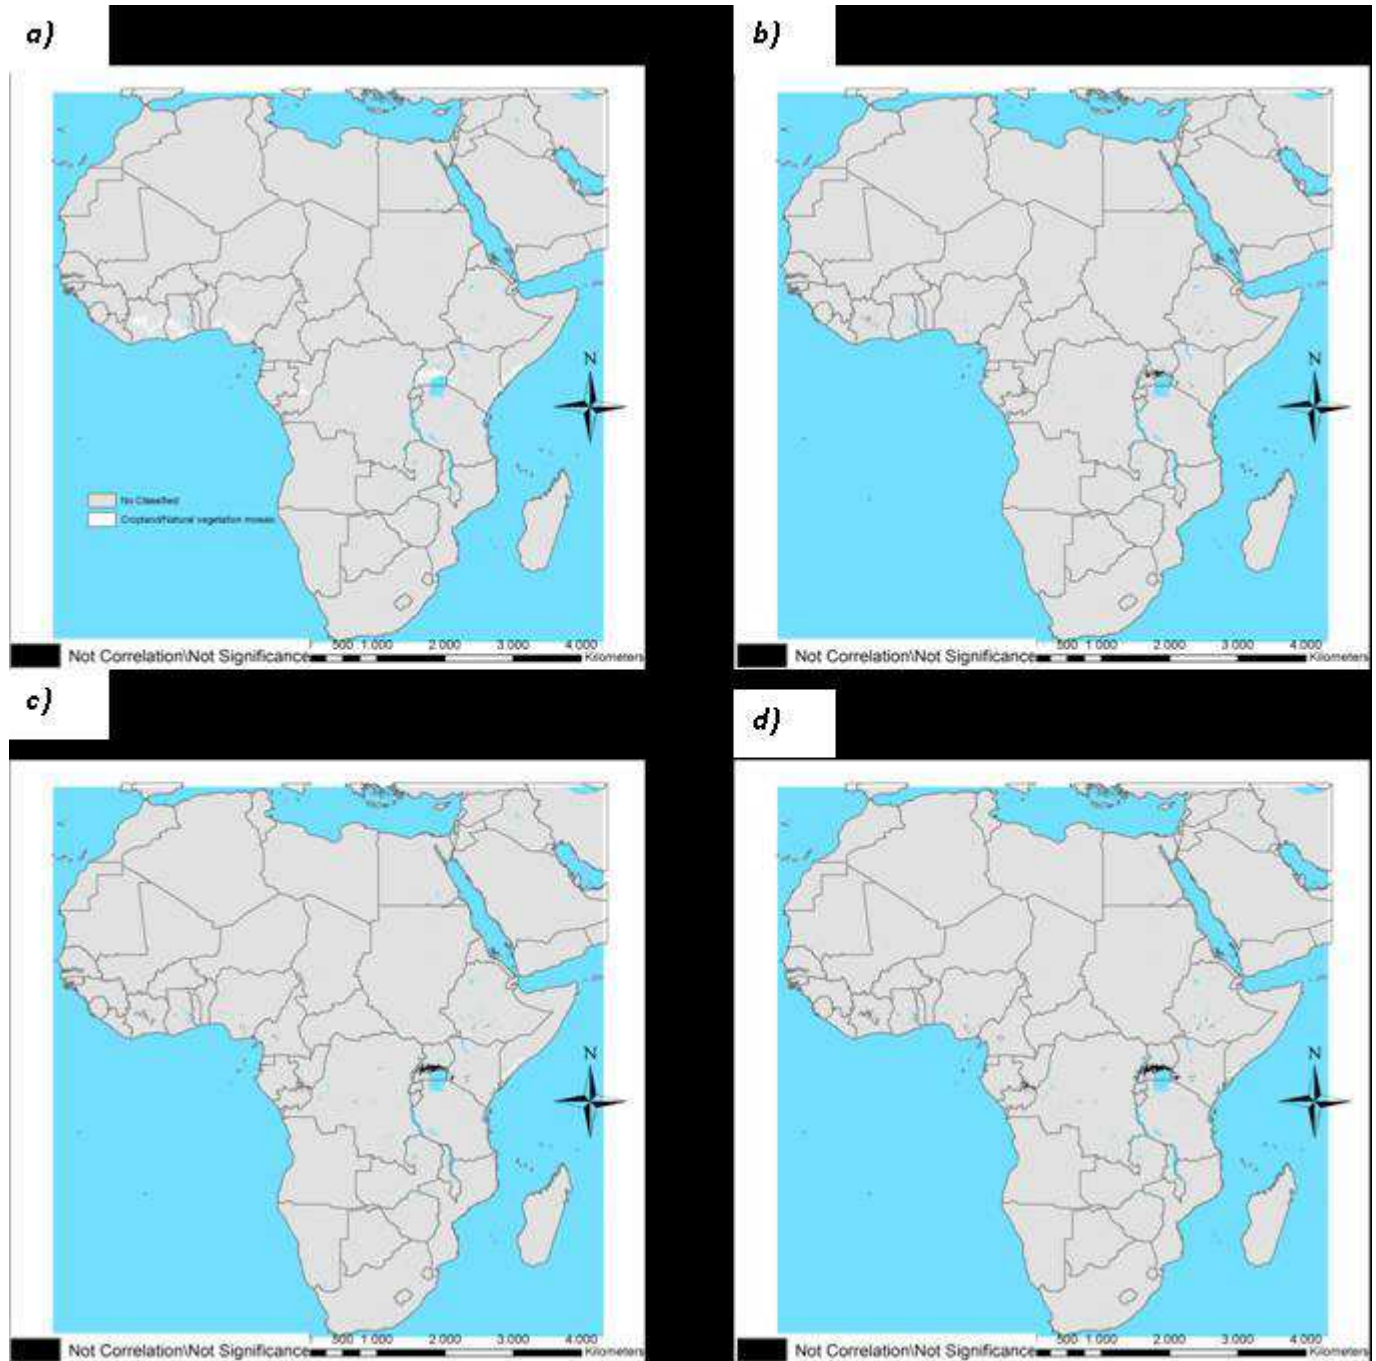 a)
b)
N
N
No Classified
Cropland/Natural vegetation mosaic
500 1 000 2 000 3 000 4 000
Not Correlation\Not Significance
Kilometers
500 1 000 2 000 3 000 4 000
Not Correlation\Not Significance
Kilometers
c)
d)
N
N
500 1 000 2 000 3 000 4 000
Not Correlation\Not Significance
Kilometers
500 1 000 2 000 3 000 4 000
Not Correlation\Not Significance
Kilometers